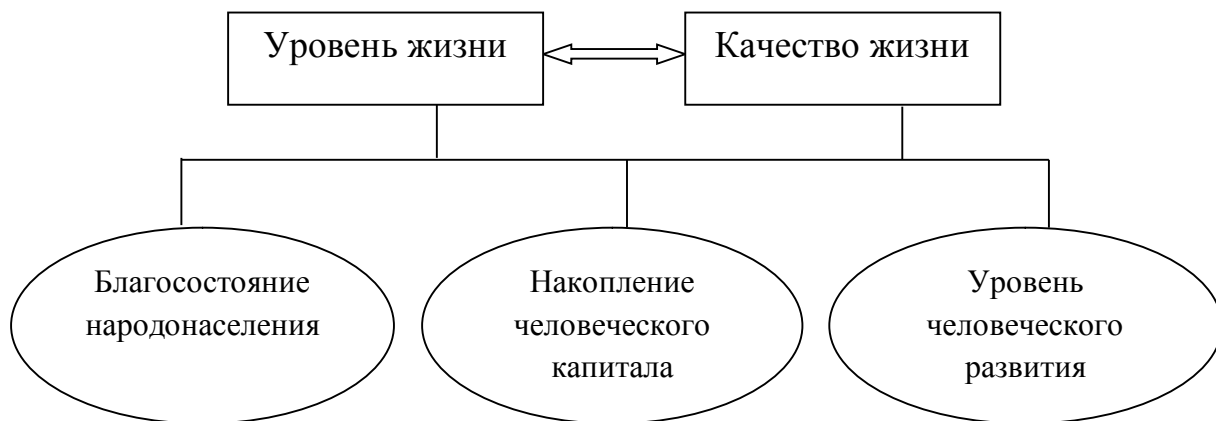 Уровень жизни
Качество жизни
Благосостояние
народонаселения
Накопление
человеческого
капитала
Уровень
человеческого
развития